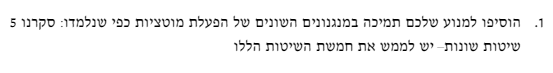 1. הוסיפו למנוע שלכם תמיכה במנגנונים השונים של הפעלת מוטציות כפי שנלמדו: סקרנו 5
שיטות שונות– יש לממש את חמשת השיטות הללו